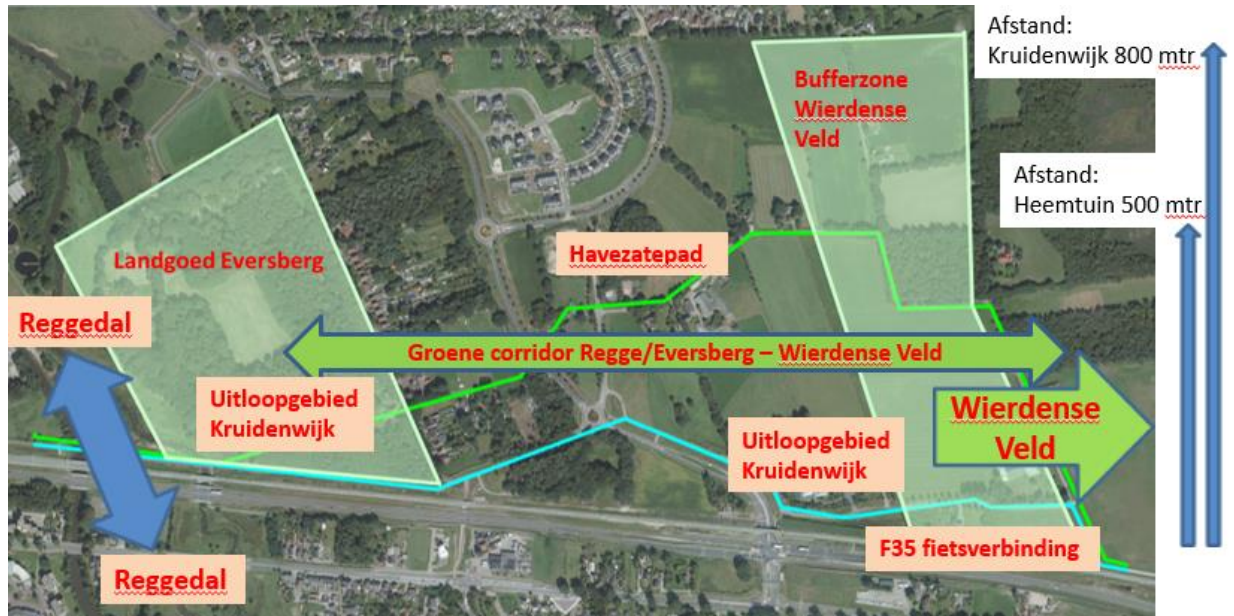 Afstand:
Kruidenwijk 800 mtr
Bufferzone
Wierdense
Veld
Afstand:
Heemtuin 500 mtr
Havezatepad
Landgoed Eversberg
Reggedal
Groene corridor Regge/Eversberg – Wierdense Veld
Uitloopgebied
Kruidenwijk
Wierdense
Veld
Uitloopgebied
Kruidenwijk
F35 fietsverbinding
Reggedal